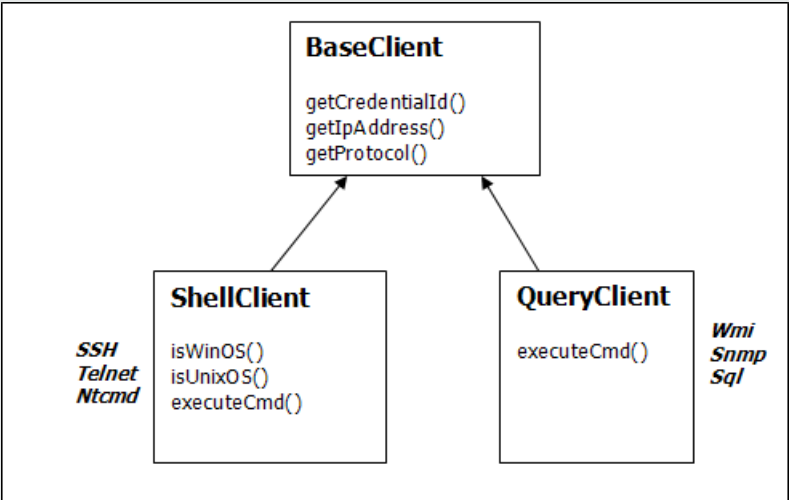 BaseClient
getCredentialId()
getIpAddress()
getProtocol()
ShellClient
isWinOS()
isUnixOS()
executeCmd()
SSH
Telnet
Ntcmd
QueryClient
executeCmd()
Wmi
Snmp
Sql